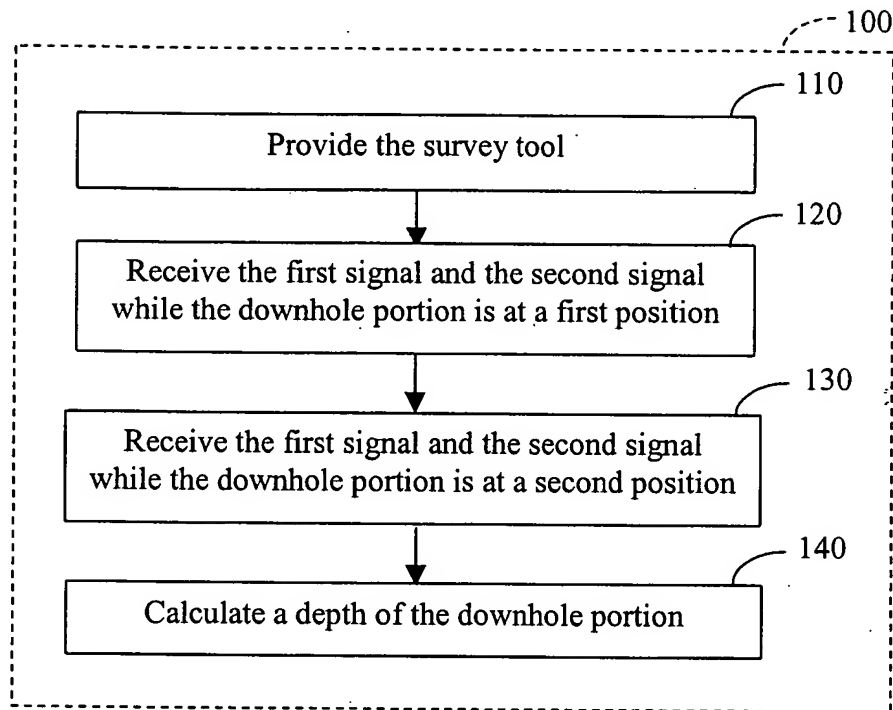 100
110
Provide the survey tool
120
Receive the first signal and the second signal
while the downhole portion is at a first position
130
Receive the first signal and the second signal
while the downhole portion is at a second position
140
Calculate a depth of the downhole portion